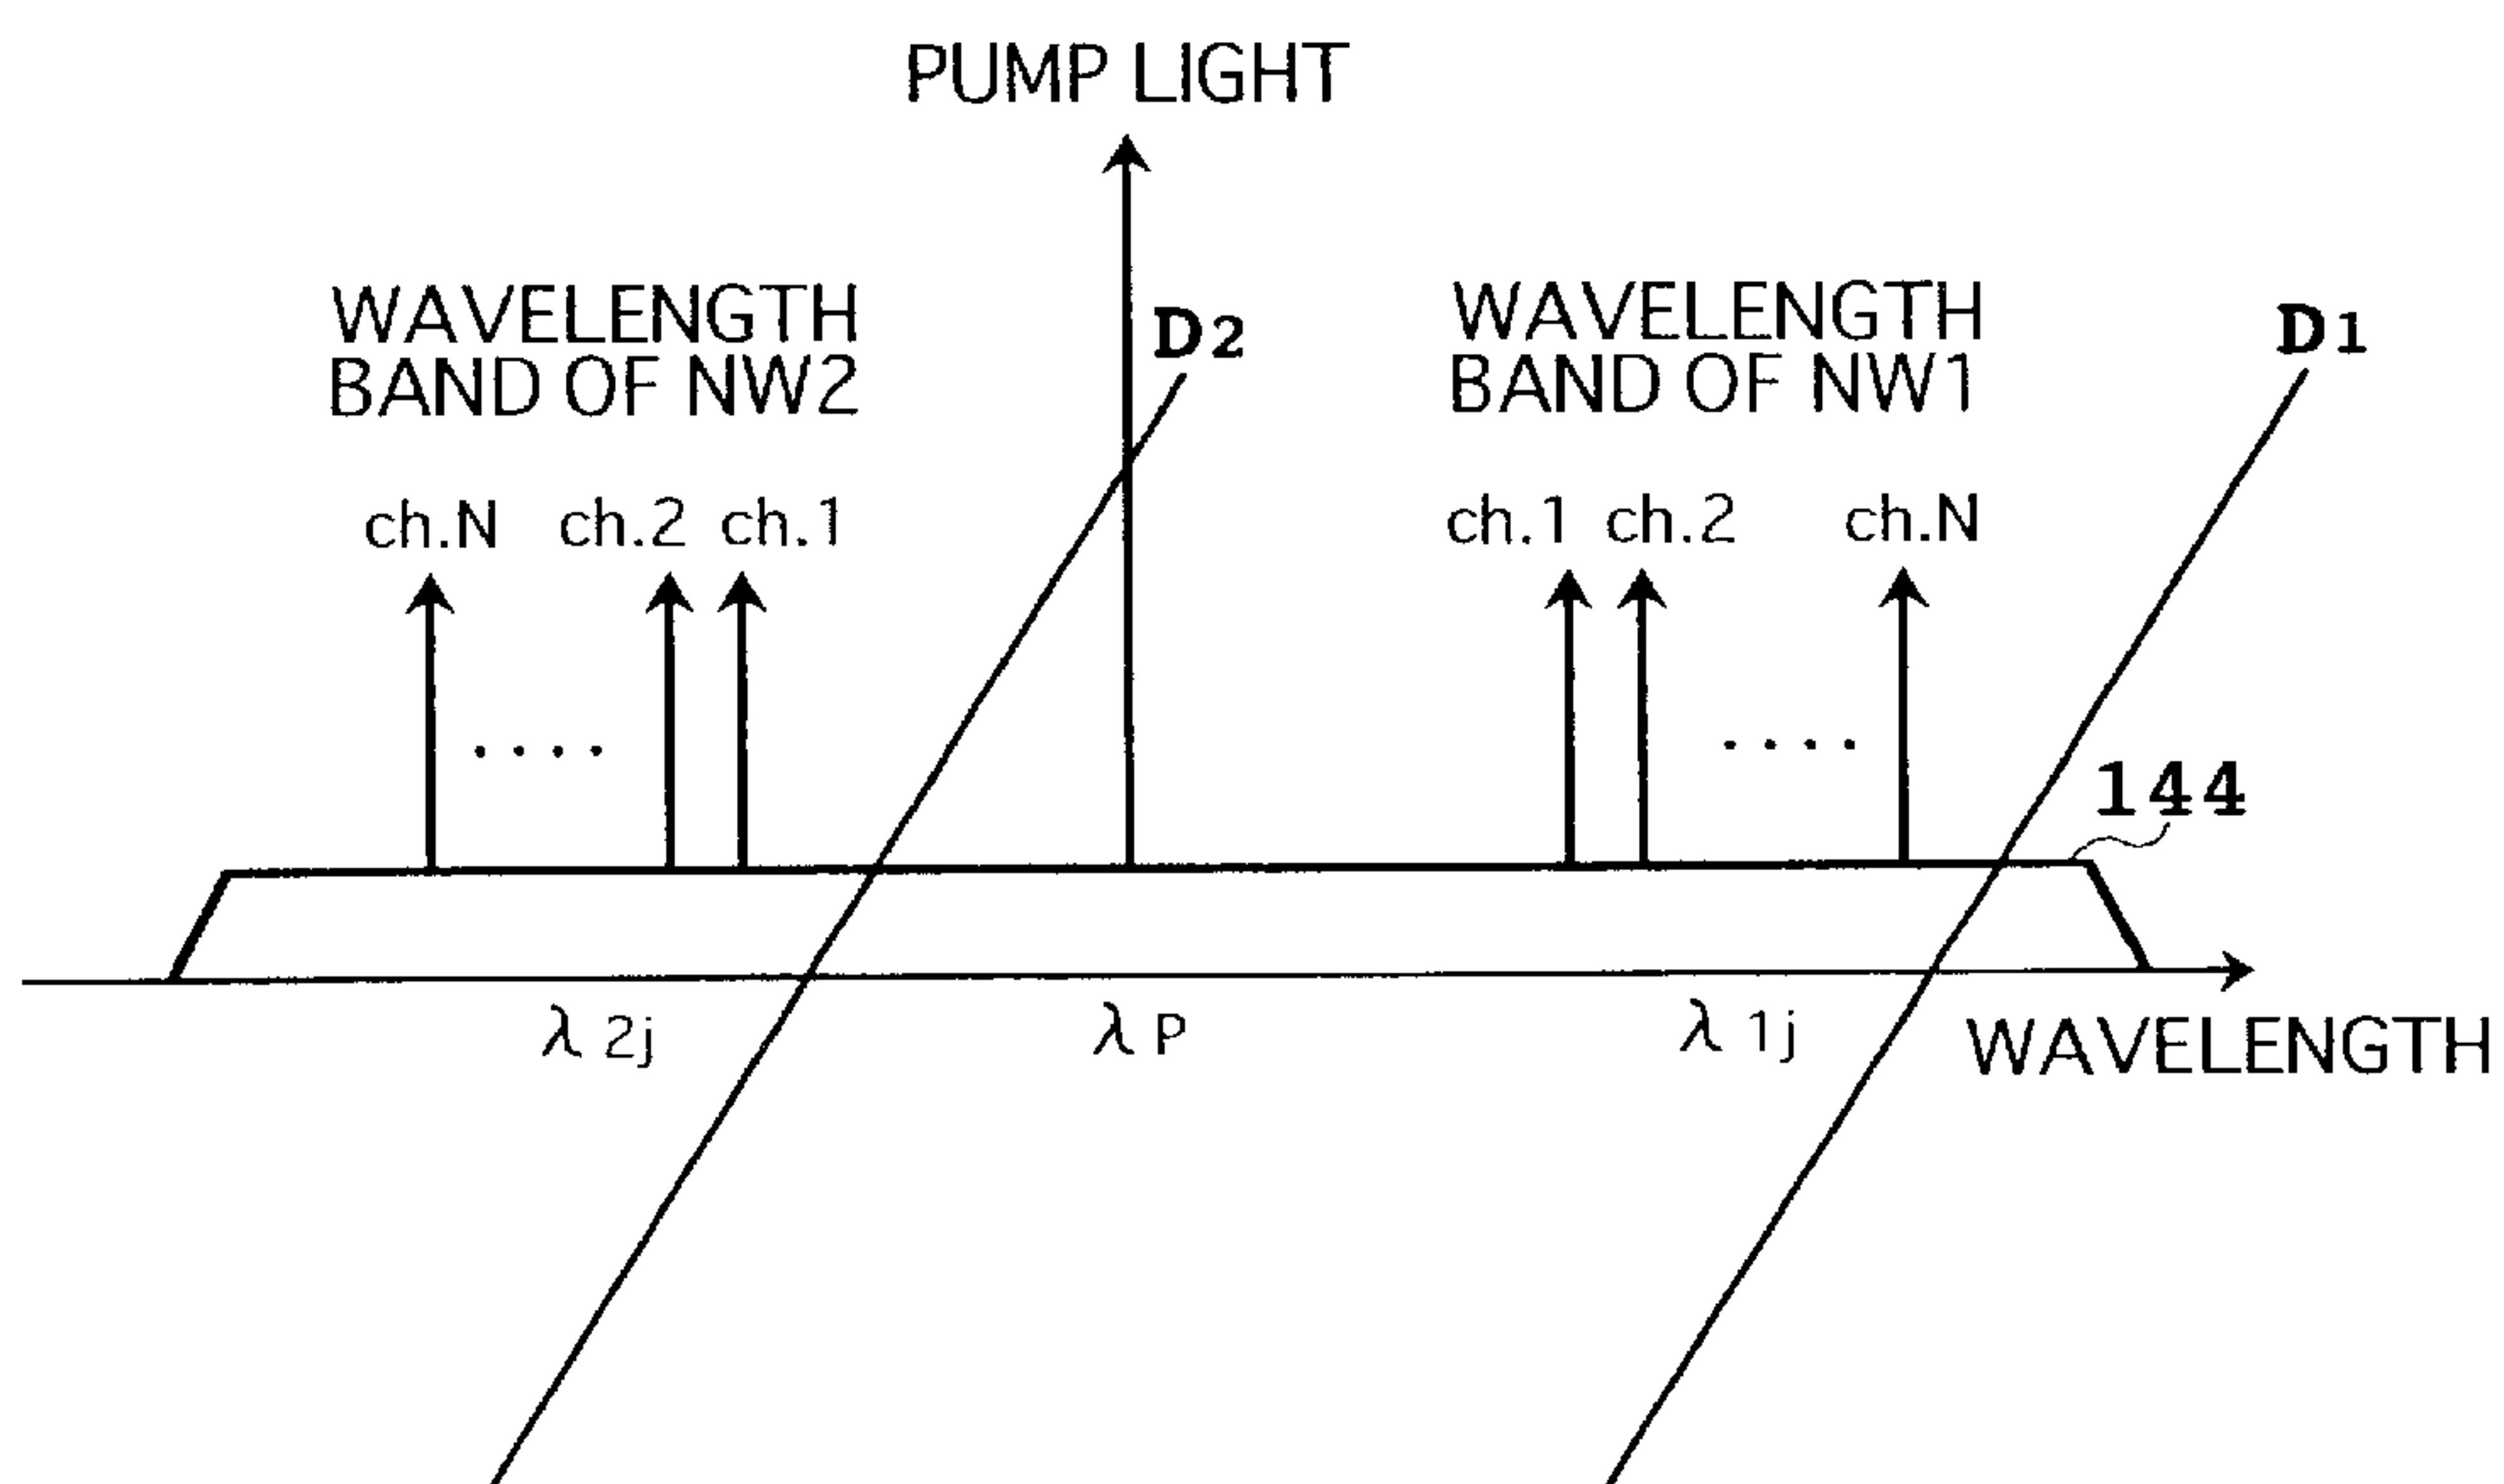 PUMP LIGHT
WAVELENGTH
BAND OF NW2
D2
WAVELENGTH
BAND OF NW1
D1
ch.N ch.2 ch.1
ch.1 ch.2 ch.N
144
λ 2j
λ P
λ 1j
WAVELENGTH